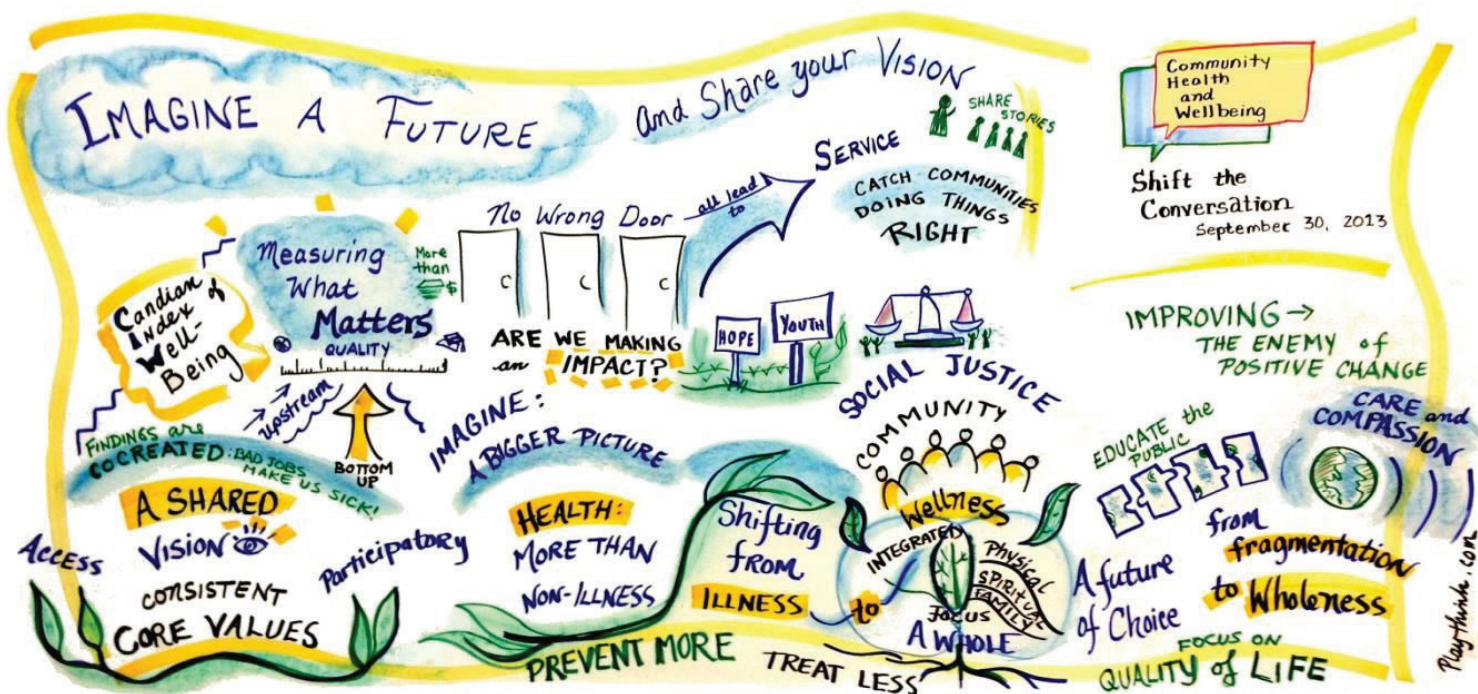 IMAGINE A FUTURE
and Share your VISION
SHARE
STORIES
Community
Health
and
Wellbeing
Shift the
Conversation
September 30, 2013
No Wrong Door
all lead
to
SERVICE
CATCH COMMUNITIES
DOING THINGS
RIGHT
Measuring
What
Matters
QUALITY
More
than
$
Candian
Index of
Well-
Being
ARE WE MAKING
an IMPACT?
HOPE
YOUTH
SOCIAL JUSTICE
IMPROVING →
THE ENEMY of
POSITIVE CHANGE
upstream
BOTTOM
UP
FINDINGS are
COCREATED: BAD JOBS
MAKE US SICK!
A SHARED
VISION
ACCESS
CONSISTENT
CORE VALUES
Participatory
IMAGINE:
A BIGGER PICTURE
HEALTH:
MORE THAN
NON-ILLNESS
Shifting
from
ILLNESS
to
COMMUNITY
Wellness
INTEGRATED
Physical
SPIRITUAL
FAMILY
FOCUS
A WHOLE
PREVENT MORE
TREAT LESS
EDUCATE the
PUBLIC
CARE and
COMPASSION
A future
of Choice
from
fragmentation
to Wholeness
FOCUS ON
QUALITY of LIFE
Playthink.com